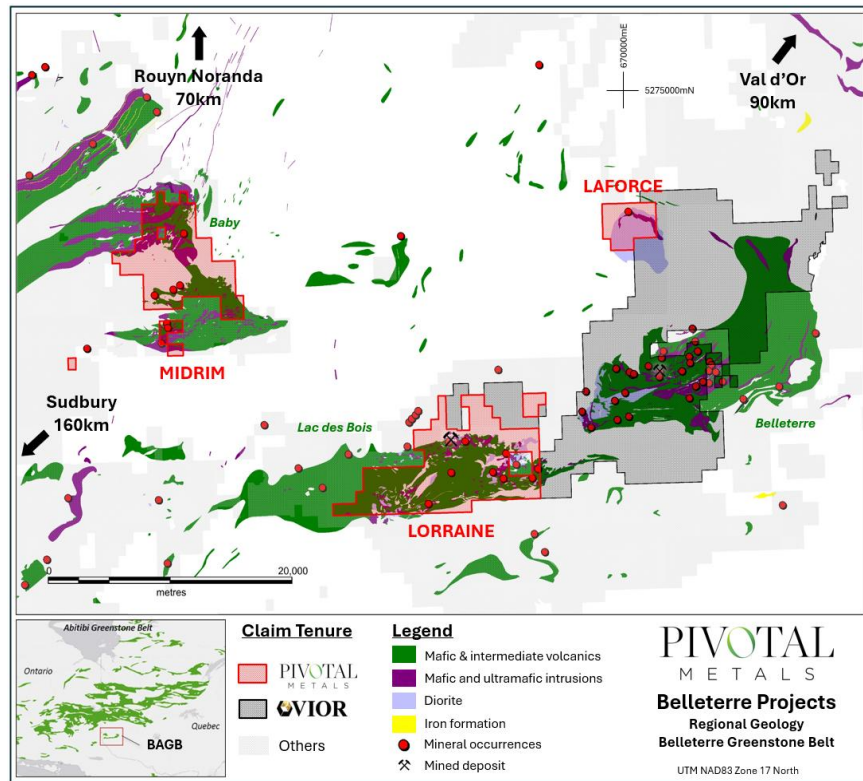 Rouyn Noranda
70km
670000mE
5275000mN
Val d'Or
90km
LAFORCE
Baby
MIDRIM
Sudbury
160km
Lac des Bois
Belleterre
LORRAINE
0
20,000
metres
Abitibi Greenstone Belt
Ontario
Quebec
BAGB
Claim Tenure
PIVOTAL
METALS
VIOR
Others
Legend
Mafic & intermediate volcanics
Mafic and ultramafic intrusions
Diorite
Iron formation
Mineral occurrences
Mined deposit
PIVOTAL
METALS
Belleterre Projects
Regional Geology
Belleterre Greenstone Belt
UTM NAD83 Zone 17 North